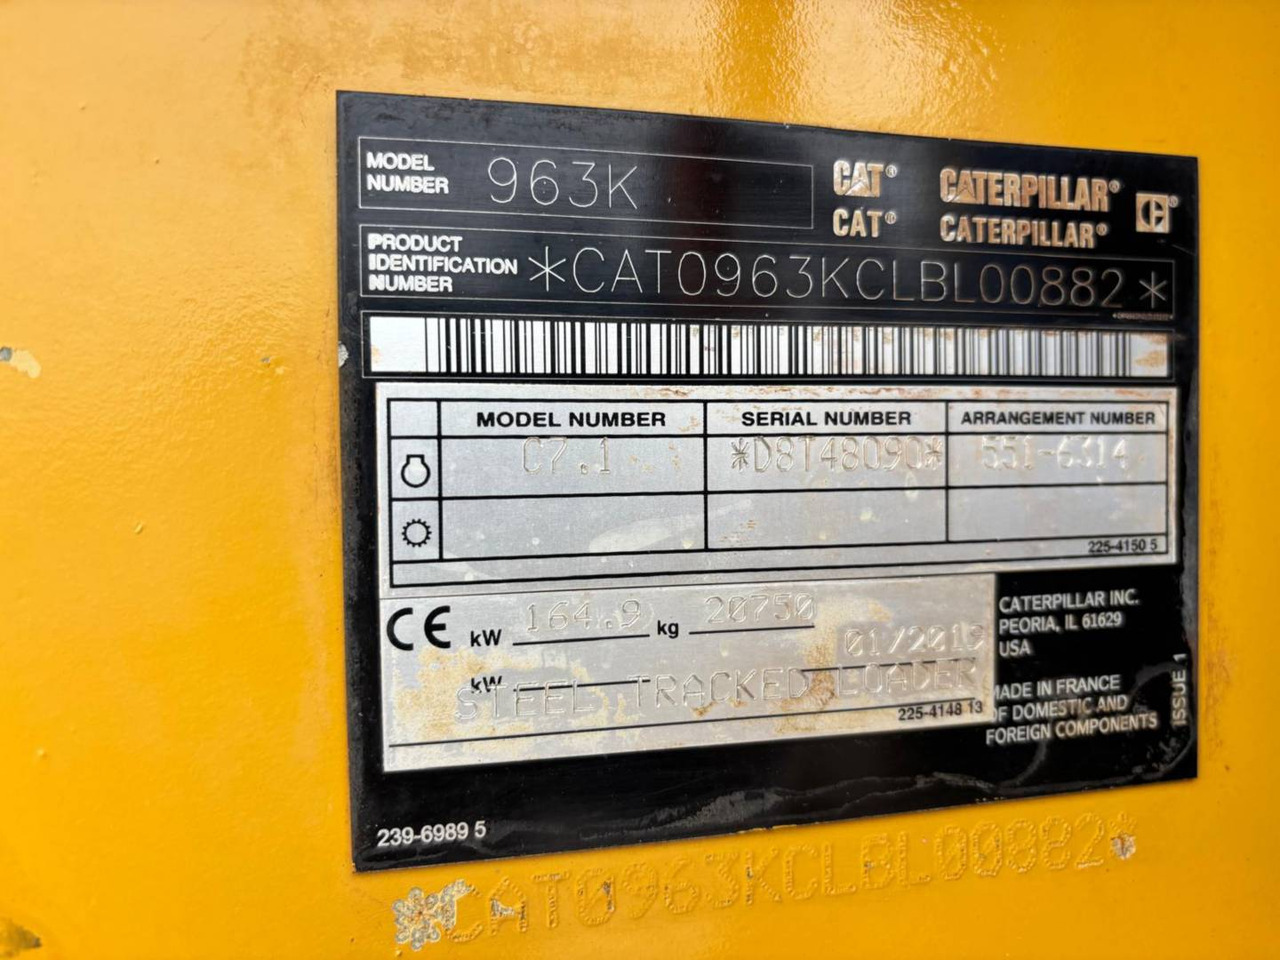 MODEL NUMBER 963K
CAT® CATERPILLAR®
CAT® CATERPILLAR®
PRODUCT IDENTIFICATION NUMBER *CAT0963KCLBL00882*
MODEL NUMBER SERIAL NUMBER ARRANGEMENT NUMBER
C7.1 *D8T48090* 551-6314
225-4150 5
CE kW 164.9 kg 20750
01/2019
kW
STEEL TRACKED LOADER
225-4148 13
CATERPILLAR INC.
PEORIA, IL 61629
USA
MADE IN FRANCE
OF DOMESTIC AND
FOREIGN COMPONENTS
ISSUE 1
239-6989 5
*CAT0963KCLBL00882*